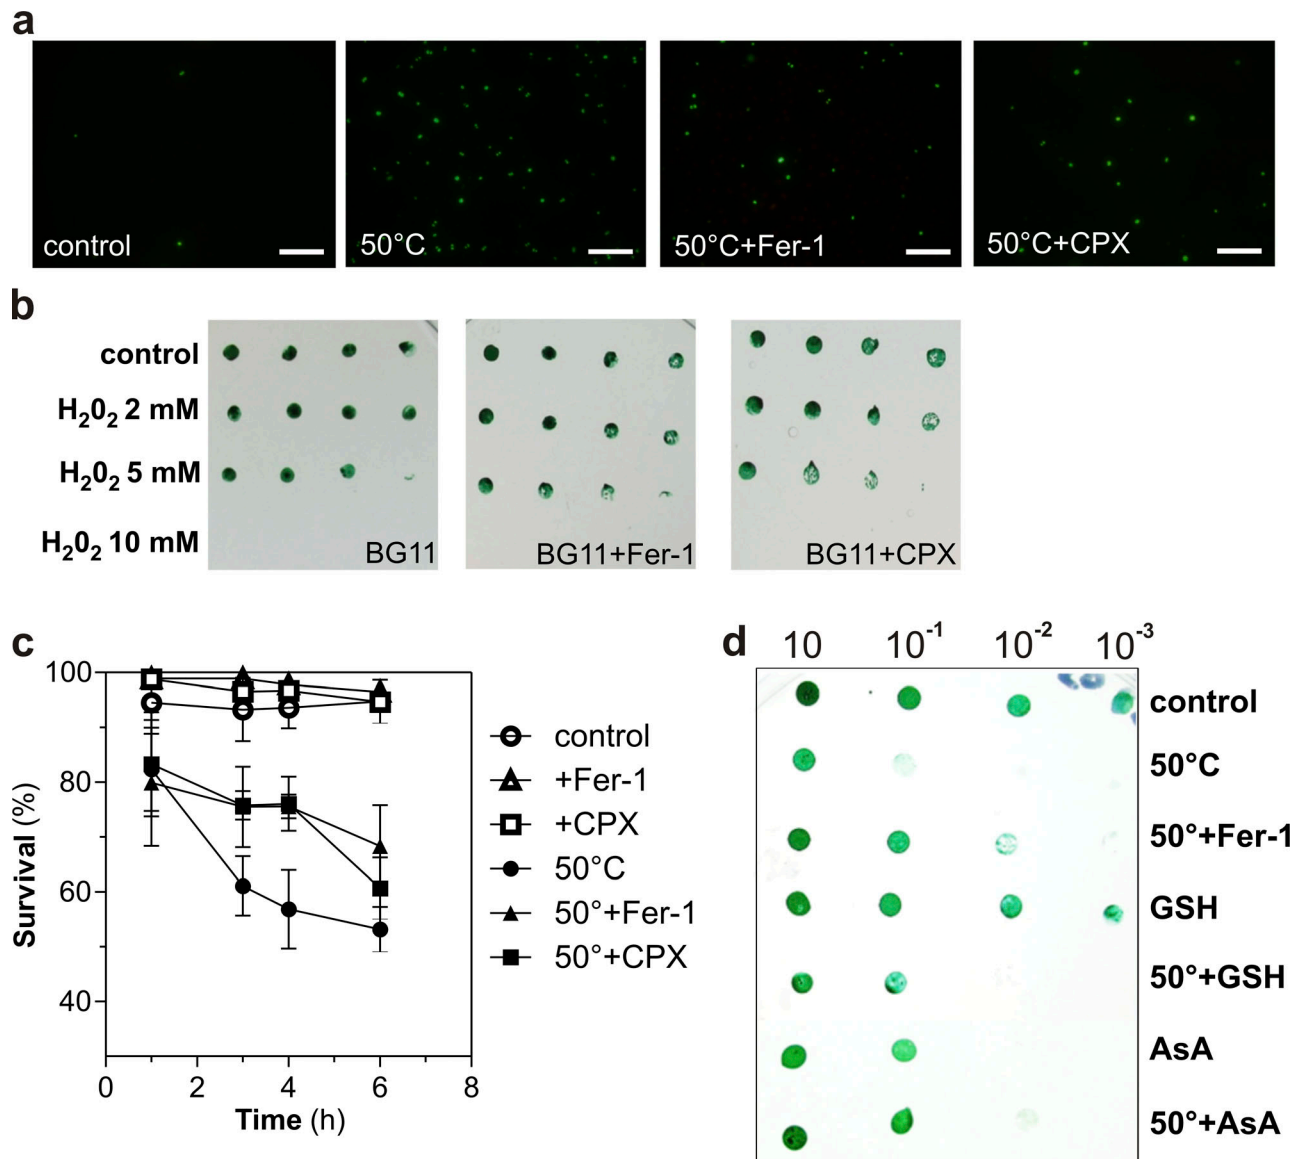 a
control
50°C
50°C+Fer-1
50°C+CPX
b
control
H₂0₂ 2 mM
H₂0₂ 5 mM
H₂0₂ 10 mM
BG11
BG11+Fer-1
BG11+CPX
c
100
80
60
40
0 2 4 6 8
Survival (%)
Time (h)
control
+Fer-1
+CPX
50°C
50°+Fer-1
50°+CPX
d
10 10⁻¹ 10⁻² 10⁻³
control
50°C
50°+Fer-1
GSH
50°+GSH
AsA
50°+AsA